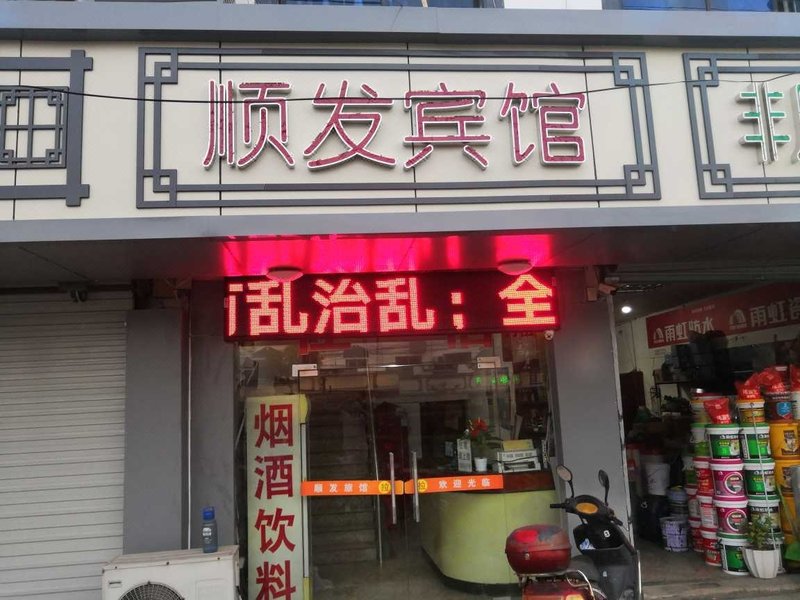 顺发宾馆
乱治乱；全
雨虹防水
雨虹
烟酒饮料
顺发旅馆
欢迎光临